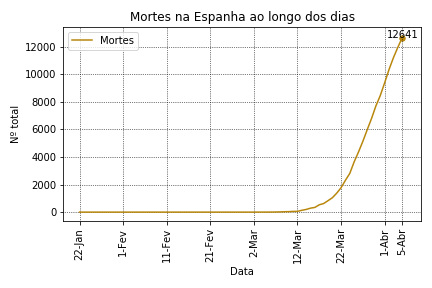 Mortes na Espanha ao longo dos dias
12641
Mortes
12000
10000
8000
6000
4000
2000
0
Nº total
22-Jan
1-Fev
11-Fev
21-Fev
2-Mar
12-Mar
22-Mar
1-Abr
5-Abr
Data